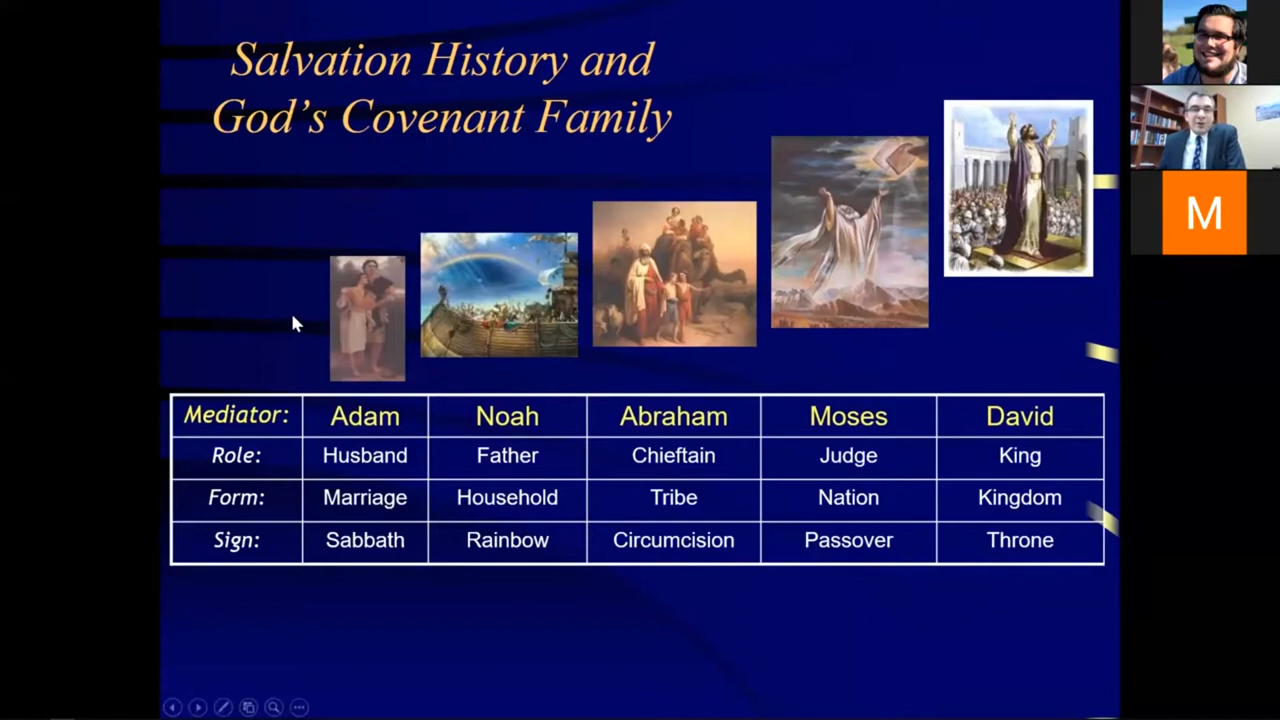 Salvation History and
God's Covenant Family
M
Mediator: Adam Noah Abraham Moses David
Role: Husband Father Chieftain Judge King
Form: Marriage Household Tribe Nation Kingdom
Sign: Sabbath Rainbow Circumcision Passover Throne